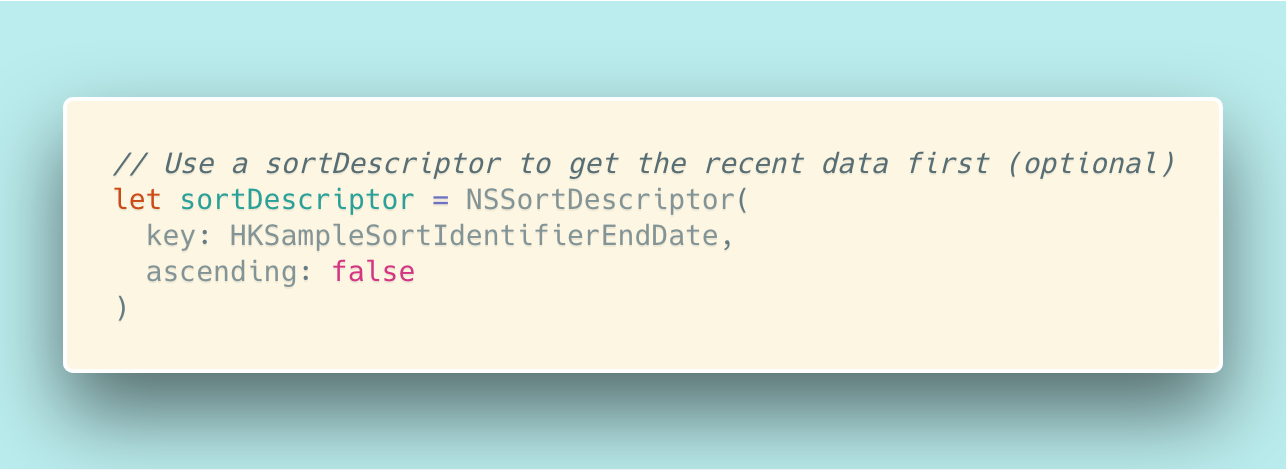 // Use a sortDescriptor to get the recent data first (optional)
let sortDescriptor = NSSortDescriptor(
  key: HKSampleSortIdentifierEndDate,
  ascending: false
)